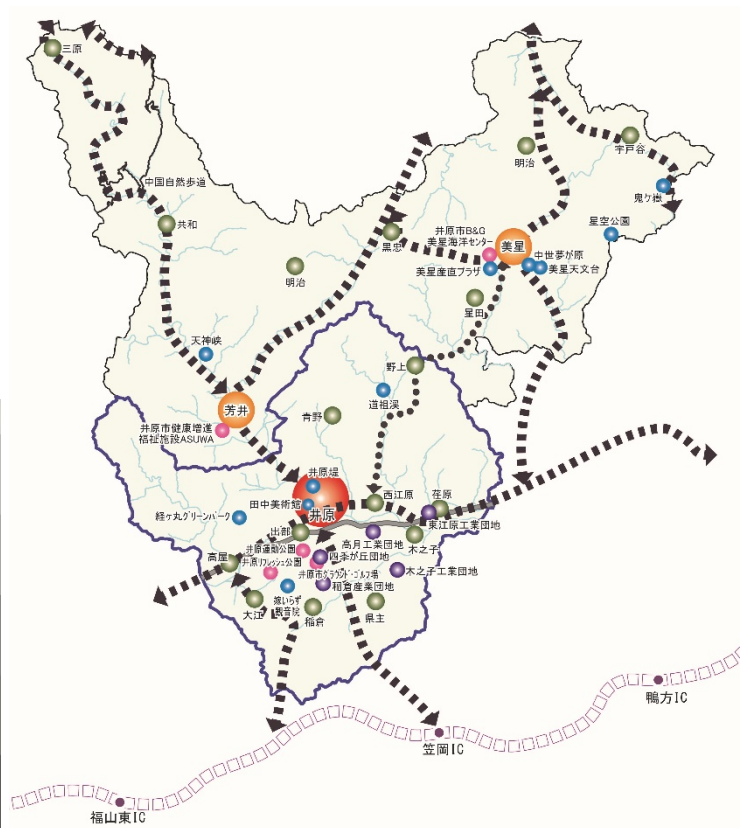 三原
中国自然歩道
共和
明治
宇戸谷
鬼ケ嶽
星空公園
井原市B&G
美星海洋センター
美星
黒忠
中世夢が原
美星産直プラザ
美星天文台
明治
星田
天神峡
野上
道祖渓
芳井
青野
井原市健康増進
福祉施設ASUWA
井原堤
田中美術館
井原
西江原
荏原
経ヶ丸グリーンパーク
東江原工業団地
出部
高月工業団地
木之子
井原運動公園
四季が丘団地
高屋
井原リフレッシュ公園
井原市グラウンド・ゴルフ場
木之子工業団地
稲倉産業団地
嫁いらず
観音院
大江
稲倉
県主
鴨方IC
笠岡IC
福山東IC